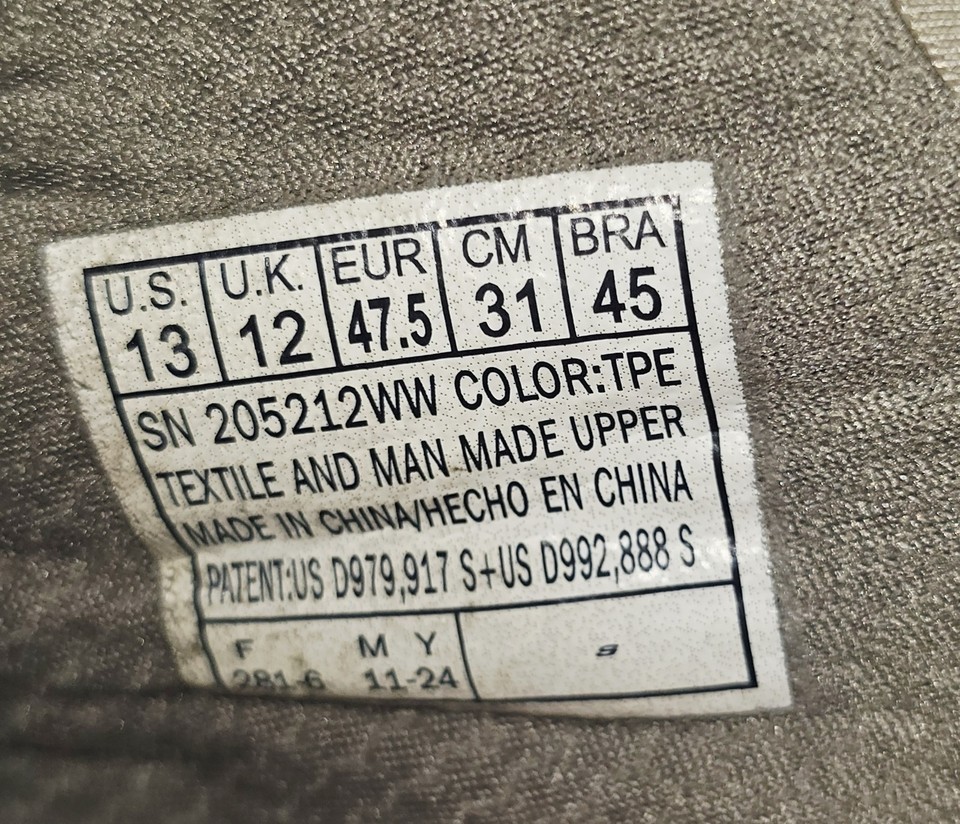 U.S. U.K. EUR CM BRA
13 12 47.5 31 45
SN 205212WW COLOR:TPE
TEXTILE AND MAN MADE UPPER
MADE IN CHINA/HECHO EN CHINA
PATENT:US D979,917 S+US D992,888 S
F M Y S
281-6 11-24